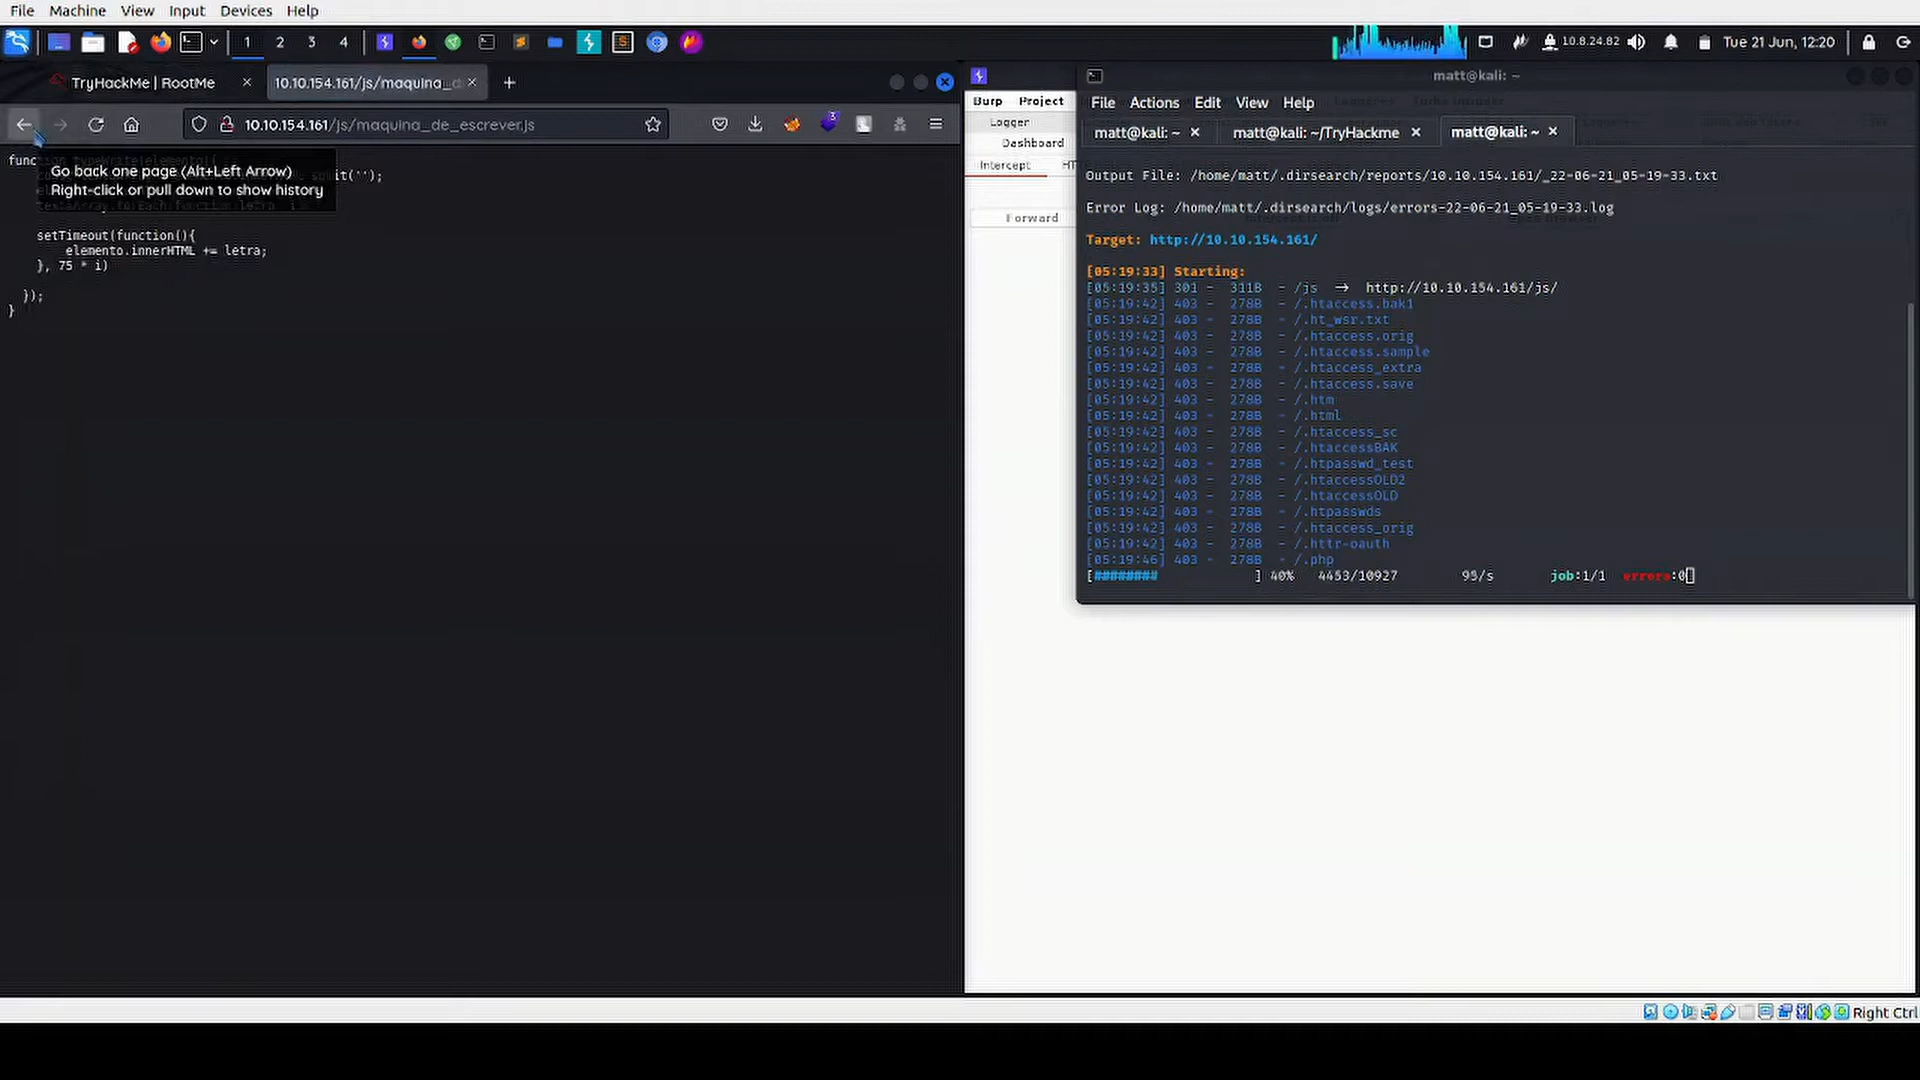 File Machine View Input Devices Help
1 2 3 4 10.8.24.82 Tue 21 Jun, 12:20
TryHackMe | RootMe
10.10.154.161/js/maquina_d
10.10.154.161/js/maquina_de_escrever.js
3
func
Go back one page (Alt+Left Arrow)
Right-click or pull down to show history
('');
setTimeout(function(){
elemento.innerHTML += letra;
}, 75 * i)
});
}
Burp Project
Logger
Dashboard
Intercept
Forward
matt@kali: ~
File Actions Edit View Help
matt@kali: ~ × matt@kali: ~/TryHackme × matt@kali: ~ ×
Output File: /home/matt/.dirsearch/reports/10.10.154.161/_22-06-21_05-19-33.txt
Error Log: /home/matt/.dirsearch/logs/errors-22-06-21_05-19-33.log
Target: http://10.10.154.161/
[05:19:33] Starting:
[05:19:35] 301 - 311B - /js → http://10.10.154.161/js/
[05:19:42] 403 - 278B - /.htaccess.bak1
[05:19:42] 403 - 278B - /.ht_wsr.txt
[05:19:42] 403 - 278B - /.htaccess.orig
[05:19:42] 403 - 278B - /.htaccess.sample
[05:19:42] 403 - 278B - /.htaccess_extra
[05:19:42] 403 - 278B - /.htaccess.save
[05:19:42] 403 - 278B - /.htm
[05:19:42] 403 - 278B - /.html
[05:19:42] 403 - 278B - /.htaccess_sc
[05:19:42] 403 - 278B - /.htaccessBAK
[05:19:42] 403 - 278B - /.htpasswd_test
[05:19:42] 403 - 278B - /.htaccessOLD2
[05:19:42] 403 - 278B - /.htaccessOLD
[05:19:42] 403 - 278B - /.htpasswds
[05:19:42] 403 - 278B - /.htaccess_orig
[05:19:42] 403 - 278B - /.httr-oauth
[05:19:46] 403 - 278B - /.php
[######## ] 40% 4453/10927 95/s job:1/1 errors:0
Right Ctrl